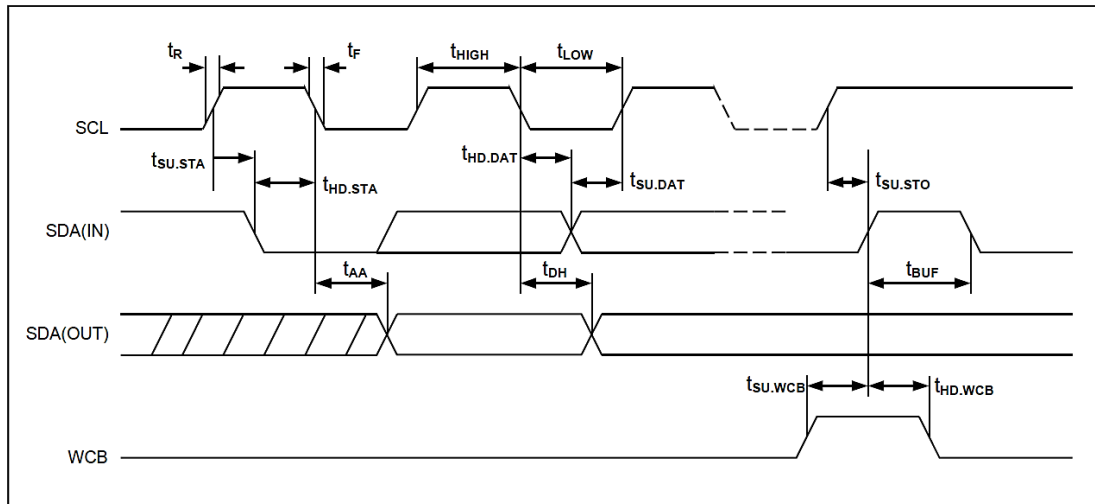 tR tF tHIGH tLOW
SCL
tSU.STA tHD.STA tHD.DAT tSU.DAT tSU.STO
SDA(IN)
tAA tDH tBUF
SDA(OUT)
tSU.WCB tHD.WCB
WCB